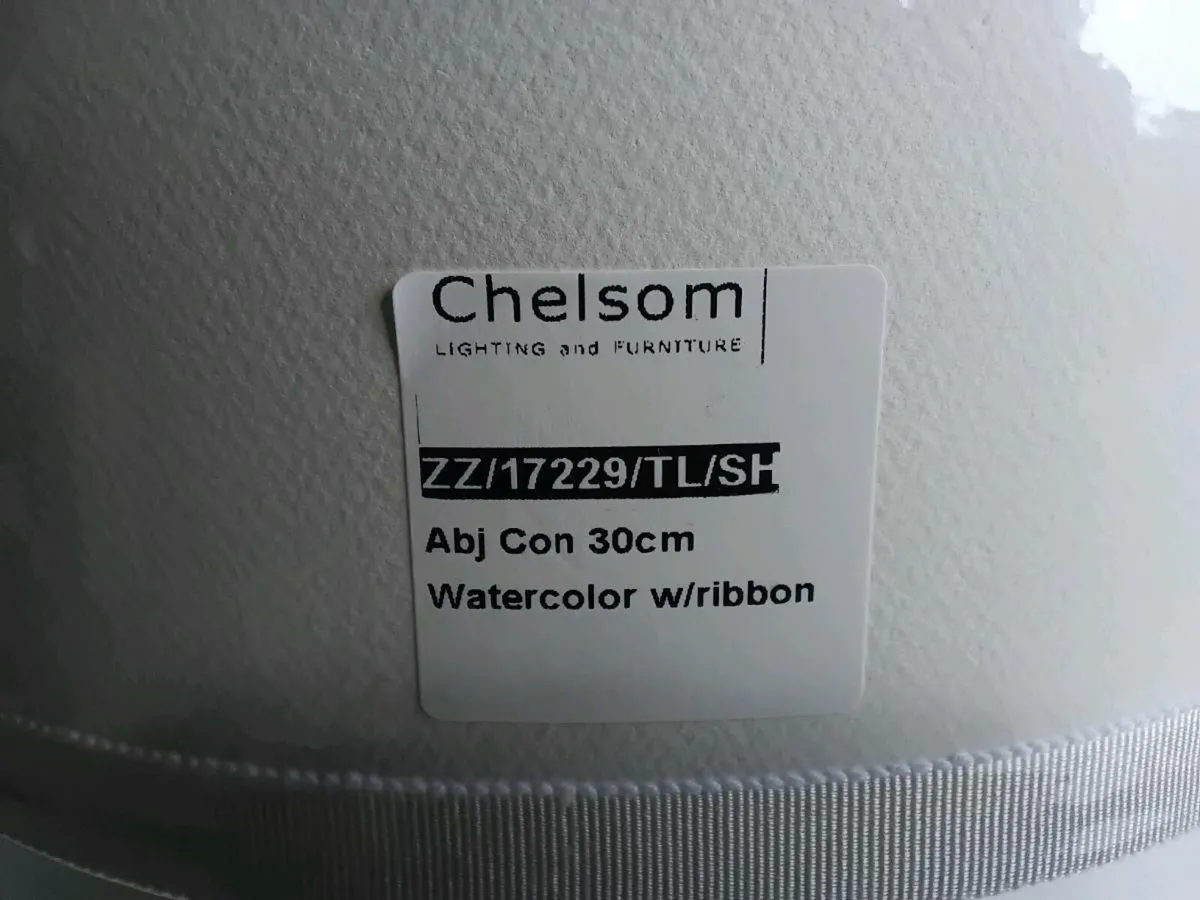 Chelsom
LIGHTING and FURNITURE
ZZ/17229/TL/SH
Abj Con 30cm
Watercolor w/ribbon